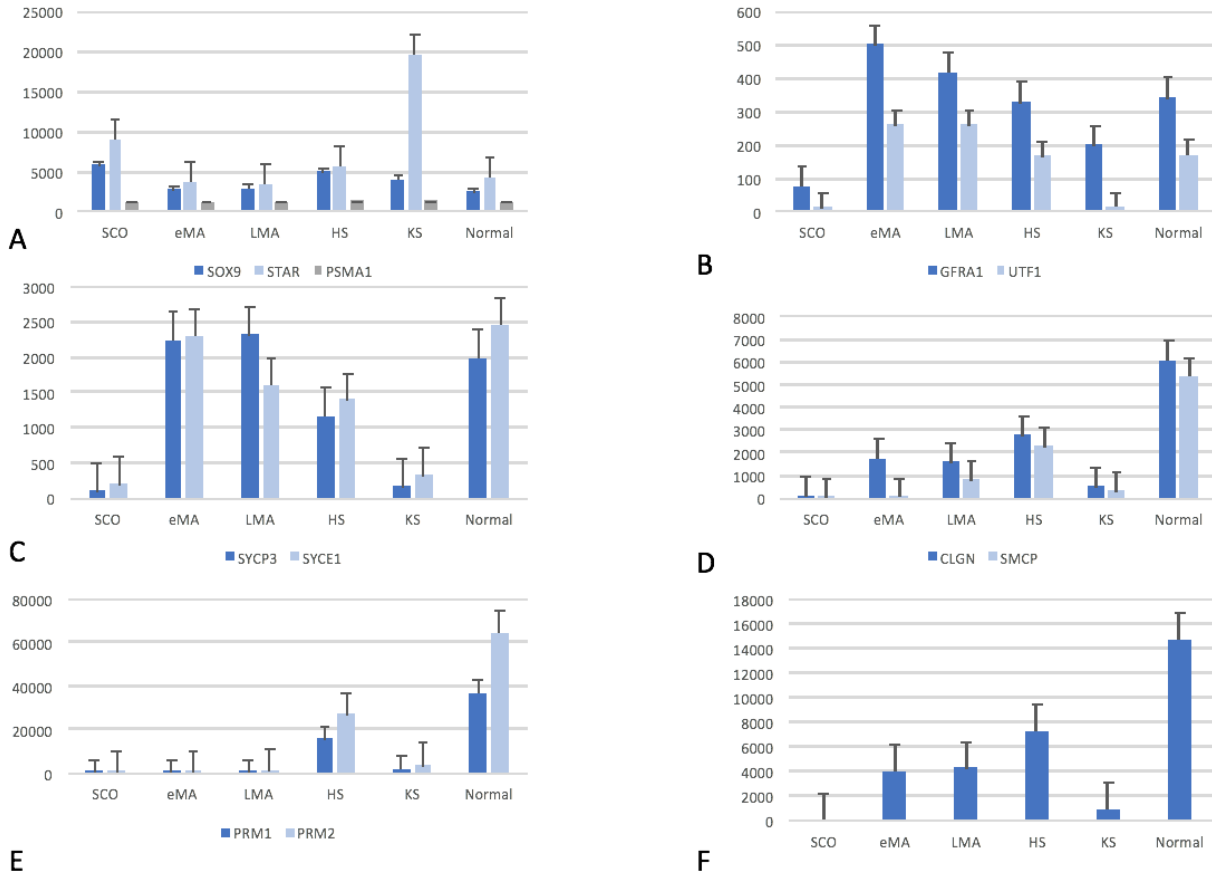 25000
20000
15000
10000
5000
0
SCO eMA LMA HS KS Normal
A
SOX9 STAR PSMA1
600
500
400
300
200
100
0
SCO eMA LMA HS KS Normal
B
GFRA1 UTF1
3000
2500
2000
1500
1000
500
0
SCO eMA LMA HS KS Normal
C
SYCP3 SYCE1
8000
7000
6000
5000
4000
3000
2000
1000
0
SCO eMA LMA HS KS Normal
D
CLGN SMCP
80000
60000
40000
20000
0
SCO eMA LMA HS KS Normal
PRM1 PRM2
E
18000
16000
14000
12000
10000
8000
6000
4000
2000
0
SCO eMA LMA HS KS Normal
F